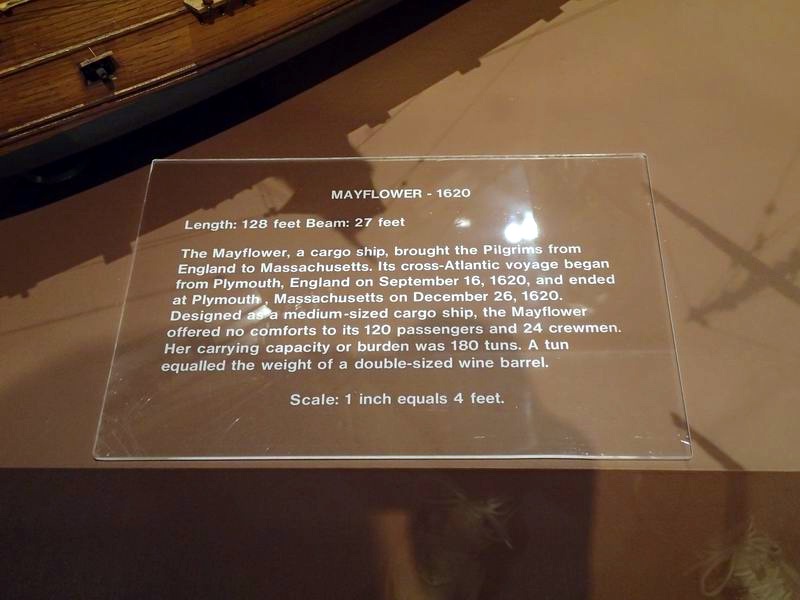 MAYFLOWER - 1620
Length: 128 feet Beam: 27 feet
The Mayflower, a cargo ship, brought the Pilgrims from
England to Massachusetts. Its cross-Atlantic voyage began
from Plymouth, England on September 16, 1620, and ended
at Plymouth, Massachusetts on December 26, 1620.
Designed as a medium-sized cargo ship, the Mayflower
offered no comforts to its 120 passengers and 24 crewmen.
Her carrying capacity or burden was 180 tuns. A tun
equalled the weight of a double-sized wine barrel.
Scale: 1 inch equals 4 feet.